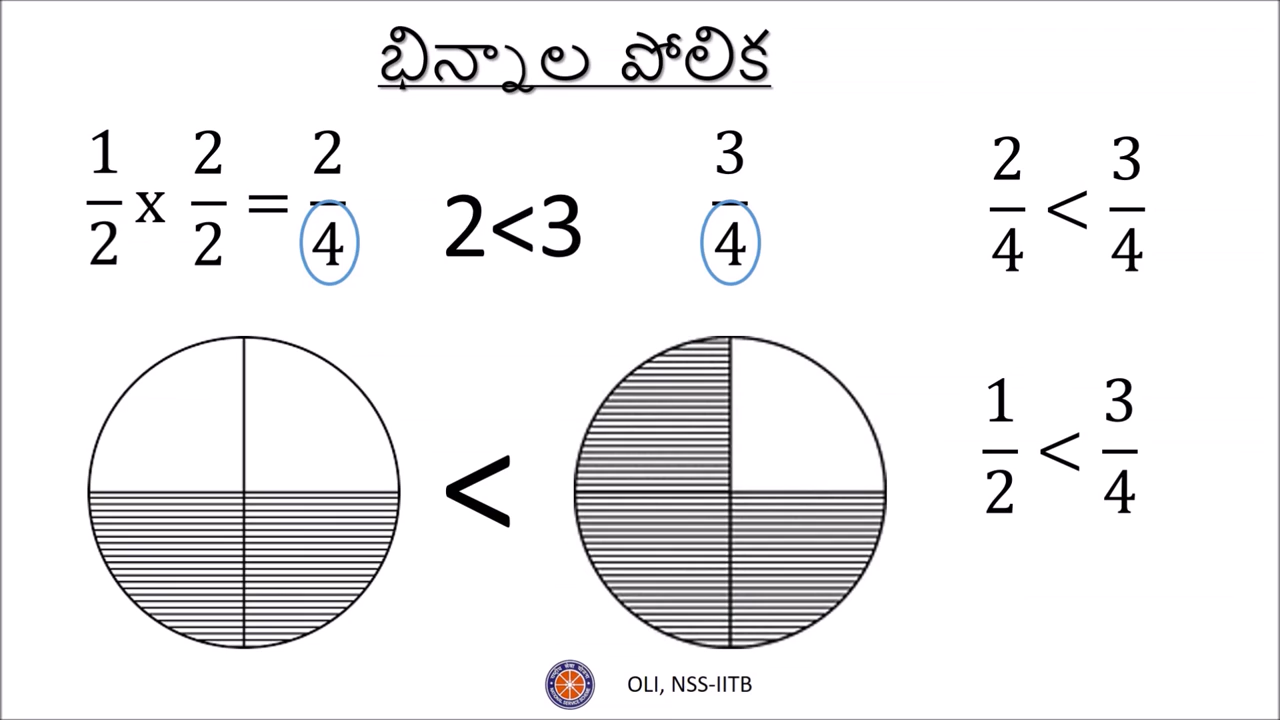 భిన్నాల పోలిక
1/2 x 2/2 = 2/4
2<3
3/4
2/4 < 3/4
<
1/2 < 3/4
OLI, NSS-IITB